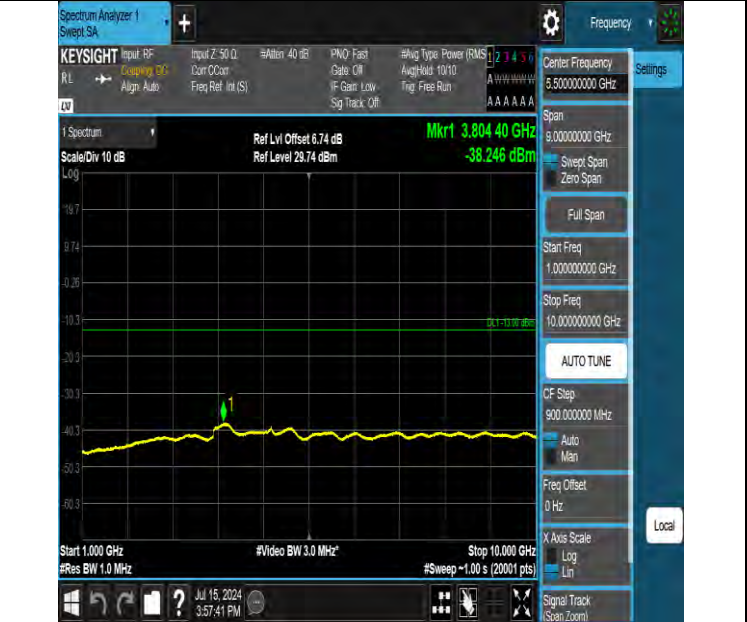 Spectrum Analyzer 1
Swept SA
+
Frequency
KEYSIGHT
Input: RF
Coupling: DC
Align: Auto
RL
LXI
Input Z: 50 Ω
Corr CCorr
Freq Ref: Int (S)
#Atten: 40 dB
PNO: Fast
Gate: Off
IF Gain: Low
Sig Track: Off
#Avg Type: Power (RMS
Avg|Hold: 10/10
Trig: Free Run
1 2 3 4 5 6
A W W W W W
A A A A A A
1 Spectrum
Scale/Div 10 dB
Log
Ref Lvl Offset 6.74 dB
Ref Level 29.74 dBm
Mkr1 3.804 40 GHz
-38.246 dBm
19.7
9.74
-0.26
-10.3
-20.3
-30.3
-40.3
-50.3
-60.3
DL1 -13.00 dBm
1
Start 1.000 GHz
#Res BW 1.0 MHz
#Video BW 3.0 MHz*
Stop 10.000 GHz
#Sweep ~1.00 s (20001 pts)
?
Jul 15, 2024
3:57:41 PM
Center Frequency
5.500000000 GHz
Span
9.00000000 GHz
Swept Span
Zero Span
Full Span
Start Freq
1.000000000 GHz
Stop Freq
10.000000000 GHz
AUTO TUNE
CF Step
900.000000 MHz
Auto
Man
Freq Offset
0 Hz
X Axis Scale
Log
Lin
Signal Track
(Span Zoom)
Settings
Local